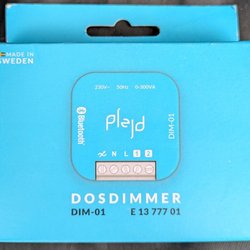 MADE IN
SWEDEN
230V~ 50Hz 0-300VA
Bluetooth
plejd
DIM-01
N L 1 2
DOSDIMMER
DIM-01 E 13 777 01